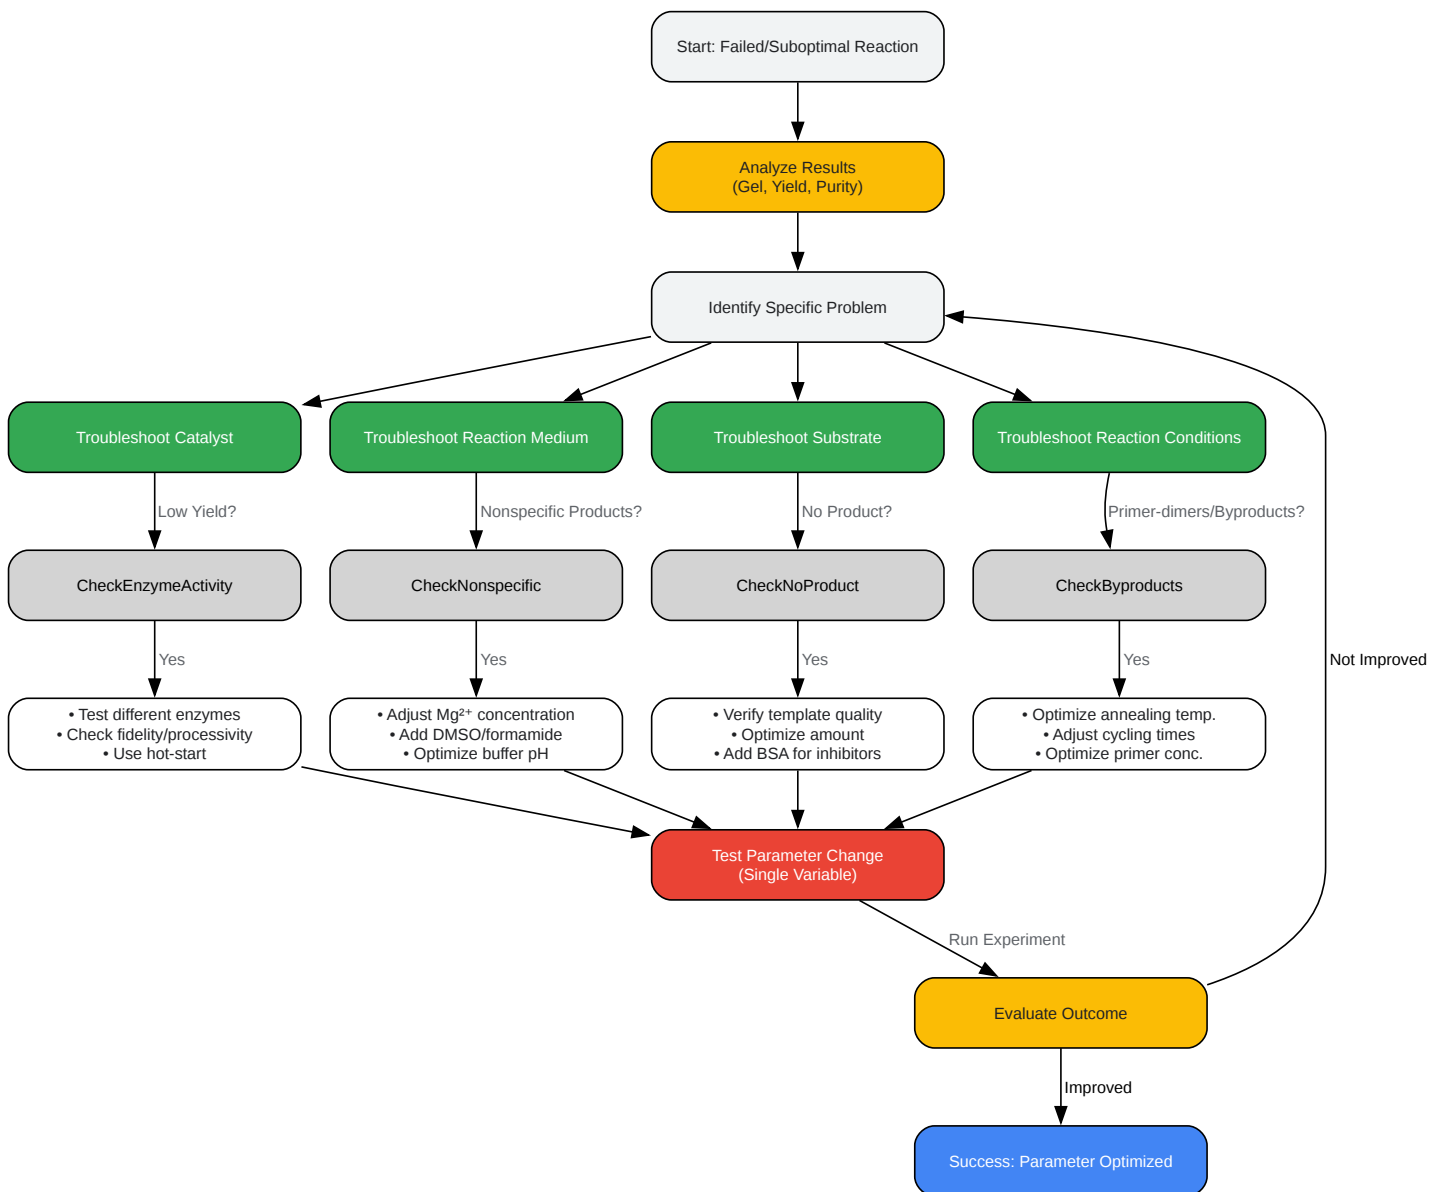 Start: Failed/Suboptimal Reaction
Analyze Results
(Gel, Yield, Purity)
Identify Specific Problem
Troubleshoot Catalyst
Troubleshoot Reaction Medium
Troubleshoot Substrate
Troubleshoot Reaction Conditions
Low Yield?
Nonspecific Products?
No Product?
Primer-dimers/Byproducts?
CheckEnzymeActivity
CheckNonspecific
CheckNoProduct
CheckByproducts
Yes
Yes
Yes
Yes
Not Improved
• Test different enzymes
• Check fidelity/processivity
• Use hot-start
• Adjust Mg²⁺ concentration
• Add DMSO/formamide
• Optimize buffer pH
• Verify template quality
• Optimize amount
• Add BSA for inhibitors
• Optimize annealing temp.
• Adjust cycling times
• Optimize primer conc.
Test Parameter Change
(Single Variable)
Run Experiment
Evaluate Outcome
Improved
Success: Parameter Optimized